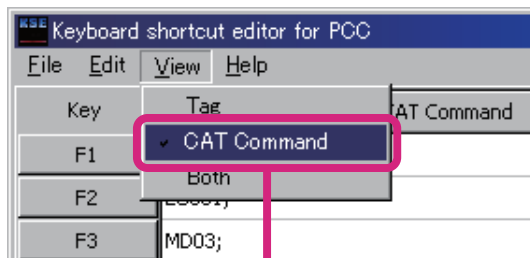 KSE Keyboard shortcut editor for PCC
File Edit View Help
Key Tag CAT Command
F1 ✓ CAT Command
Both
F2
F3 MD03;